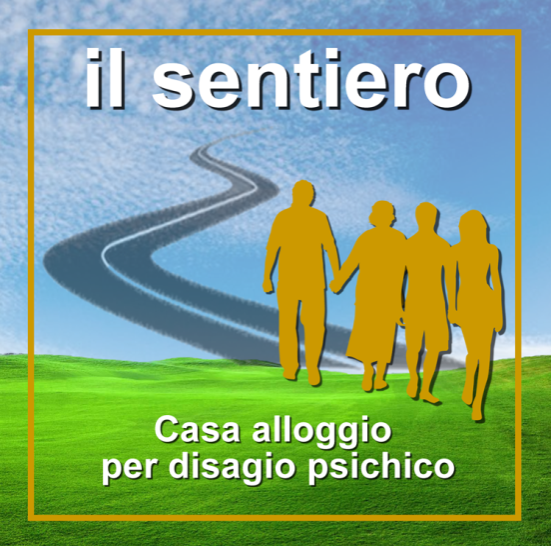 il sentiero
Casa alloggio
per disagio psichico